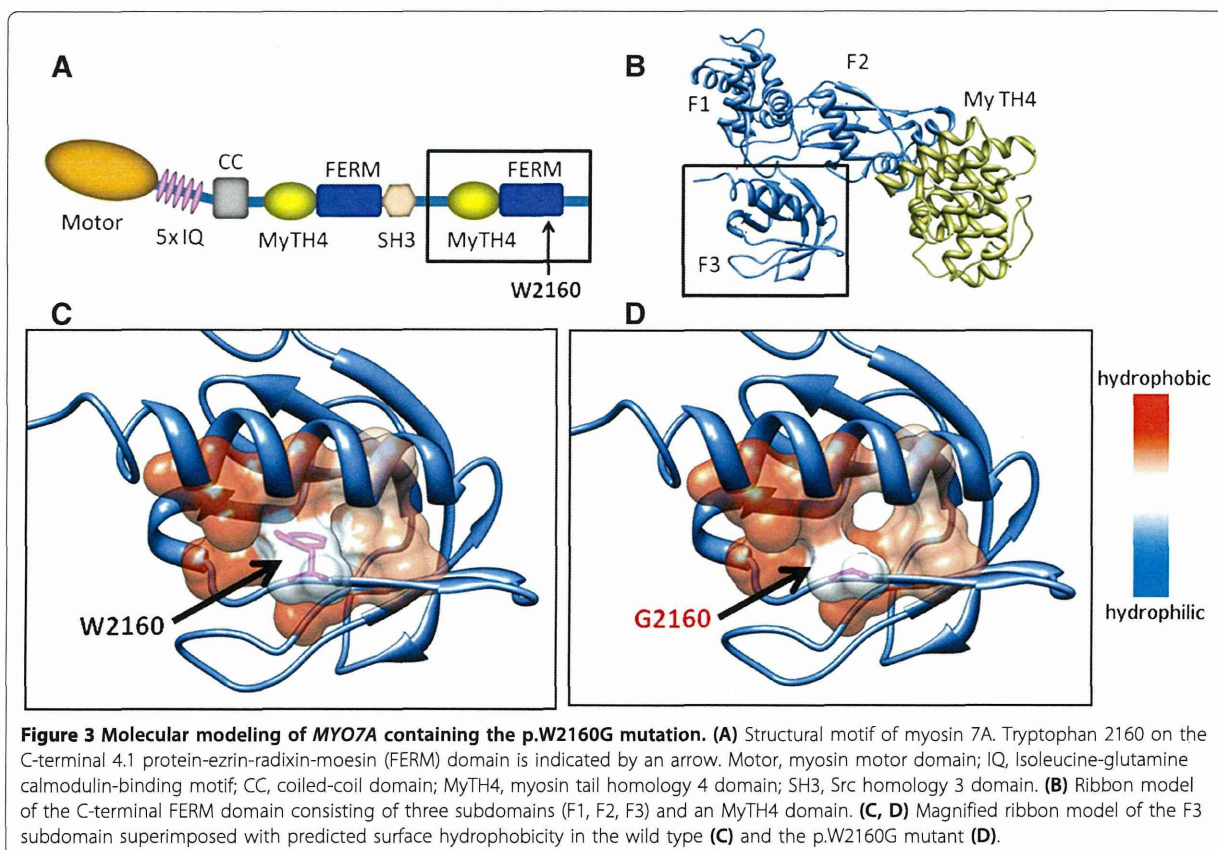 A
Motor
5x IQ
CC
MyTH4
FERM
SH3
MyTH4
FERM
W2160
B
F1
F2
My TH4
F3
C
W2160
D
G2160
hydrophobic
hydrophilic
Figure 3 Molecular modeling of MYO7A containing the p.W2160G mutation. (A) Structural motif of myosin 7A. Tryptophan 2160 on the
C-terminal 4.1 protein-ezrin-radixin-moesin (FERM) domain is indicated by an arrow. Motor, myosin motor domain; IQ, Isoleucine-glutamine
calmodulin-binding motif; CC, coiled-coil domain; MyTH4, myosin tail homology 4 domain; SH3, Src homology 3 domain. (B) Ribbon model
of the C-terminal FERM domain consisting of three subdomains (F1, F2, F3) and an MyTH4 domain. (C, D) Magnified ribbon model of the F3
subdomain superimposed with predicted surface hydrophobicity in the wild type (C) and the p.W2160G mutant (D).